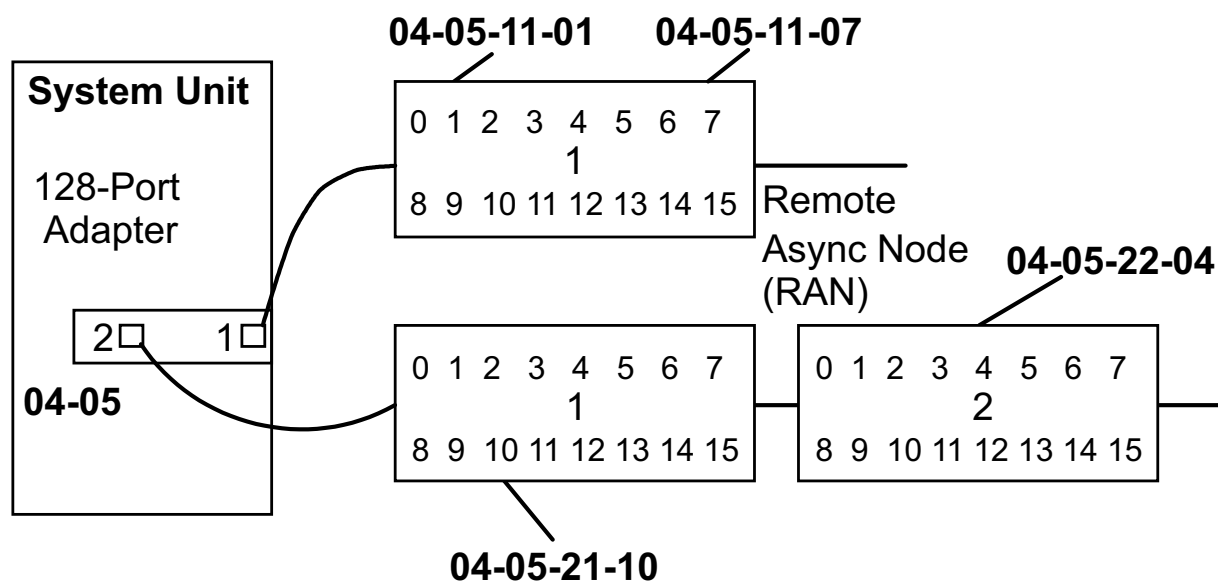 04-05-11-01 04-05-11-07
System Unit
128-Port
Adapter
2 1
04-05
0 1 2 3 4 5 6 7
1
8 9 10 11 12 13 14 15
Remote
Async Node
(RAN)
04-05-22-04
0 1 2 3 4 5 6 7
1
8 9 10 11 12 13 14 15
0 1 2 3 4 5 6 7
2
8 9 10 11 12 13 14 15
04-05-21-10